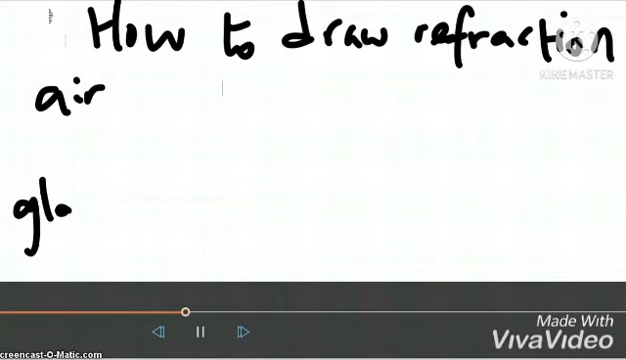 How to draw refraction
KINEMASTER
air
gla
Made With
VivaVideo
creencast-O-Matic.com